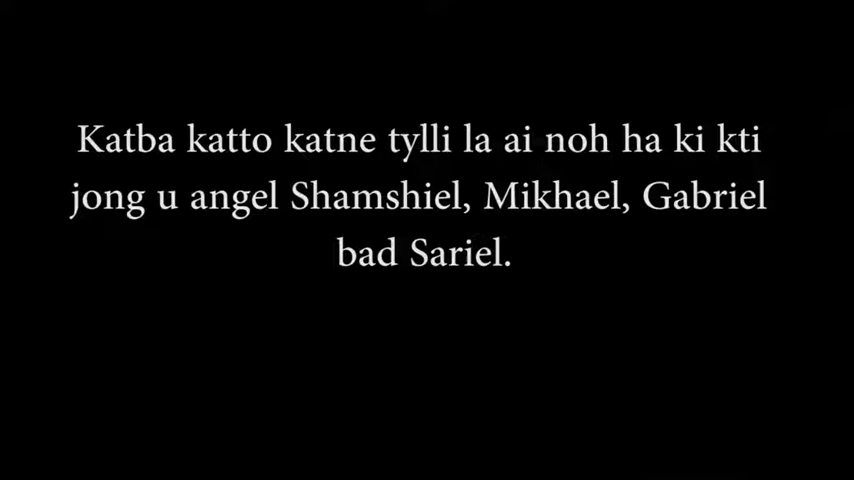 Katba katto katne tylli la ai noh ha ki kti
jong u angel Shamshiel, Mikhael, Gabriel
bad Sariel.